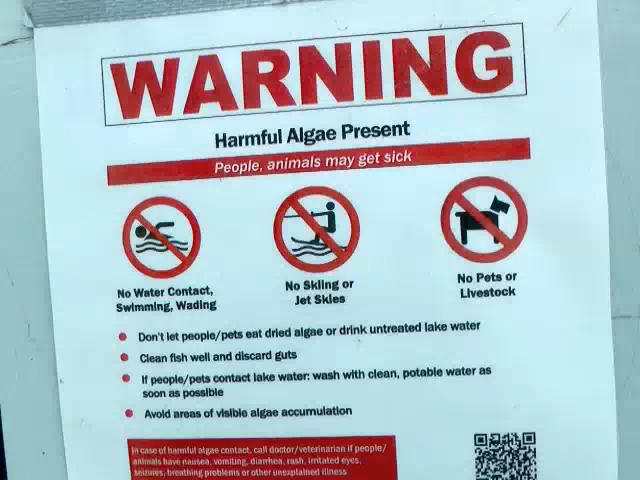 WARNING
Harmful Algae Present
People, animals may get sick
No Water Contact,
Swimming, Wading
No Skiing or
Jet Skies
No Pets or
Livestock
Don't let people/pets eat dried algae or drink untreated lake water
Clean fish well and discard guts
If people/pets contact lake water: wash with clean, potable water as
soon as possible
Avoid areas of visible algae accumulation
In case of harmful algae contact, call doctor/veterinarian if people/
animals have nausea, vomiting, diarrhea, rash, irritated eyes,
seizures, breathing problems or other unexplained illness